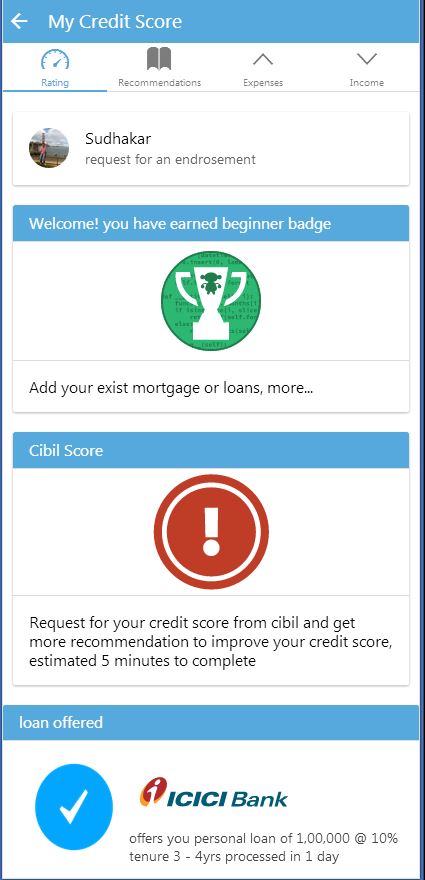 My Credit Score
Rating
Recommendations
Expenses
Income
Sudhakar
request for an endrosement
Welcome! you have earned beginner badge
Add your exist mortgage or loans, more...
Cibil Score
!
Request for your credit score from cibil and get
more recommendation to improve your credit score,
estimated 5 minutes to complete
loan offered
ICICI Bank
offers you personal loan of 1,00,000 @ 10%
tenure 3 - 4yrs processed in 1 day